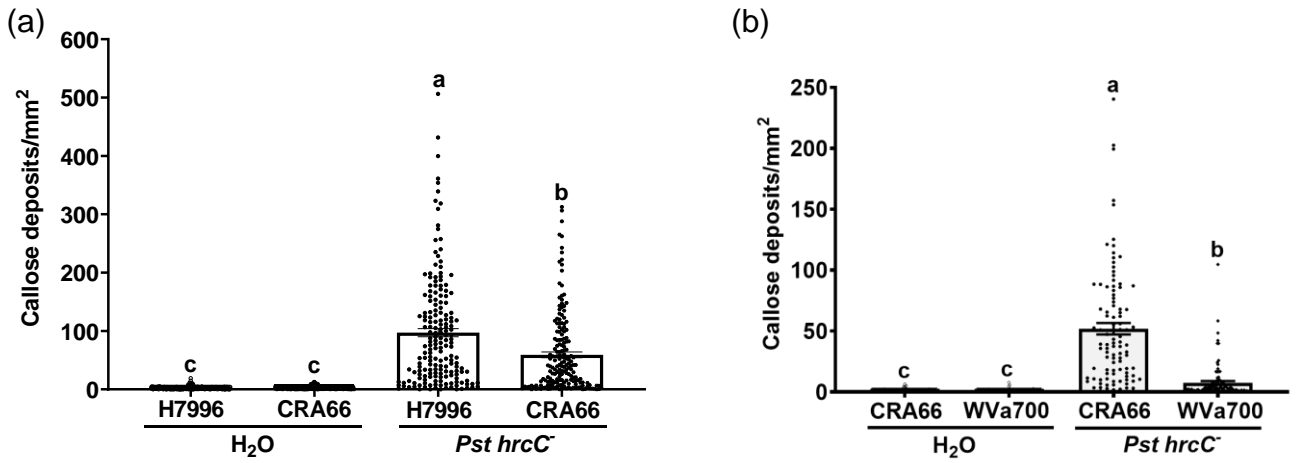 (a)
Callose deposits/mm²
600
500
400
300
200
100
0
c
c
a
b
H7996
CRA66
H7996
CRA66
H₂O
Pst hrcC⁻
(b)
Callose deposits/mm²
250
200
150
100
50
0
c
c
a
b
CRA66
WVa700
CRA66
WVa700
H₂O
Pst hrcC⁻